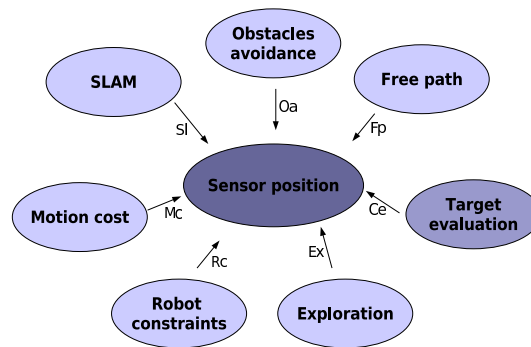 Obstacles
avoidance
SLAM
Free path
Oa
Sl
Fp
Sensor position
Motion cost
Mc
Ce
Target
evaluation
Rc
Ex
Robot
constraints
Exploration